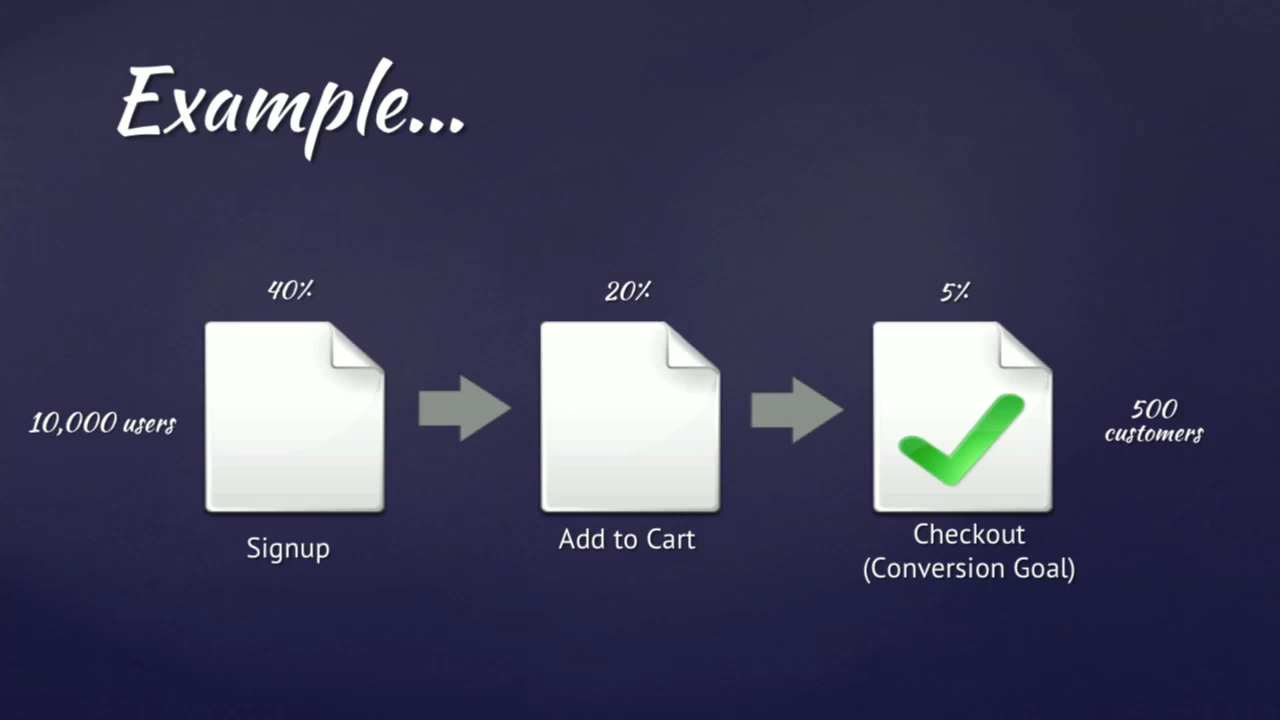 Example...
40%
20%
5%
10,000 users
500
customers
Signup
Add to Cart
Checkout
(Conversion Goal)